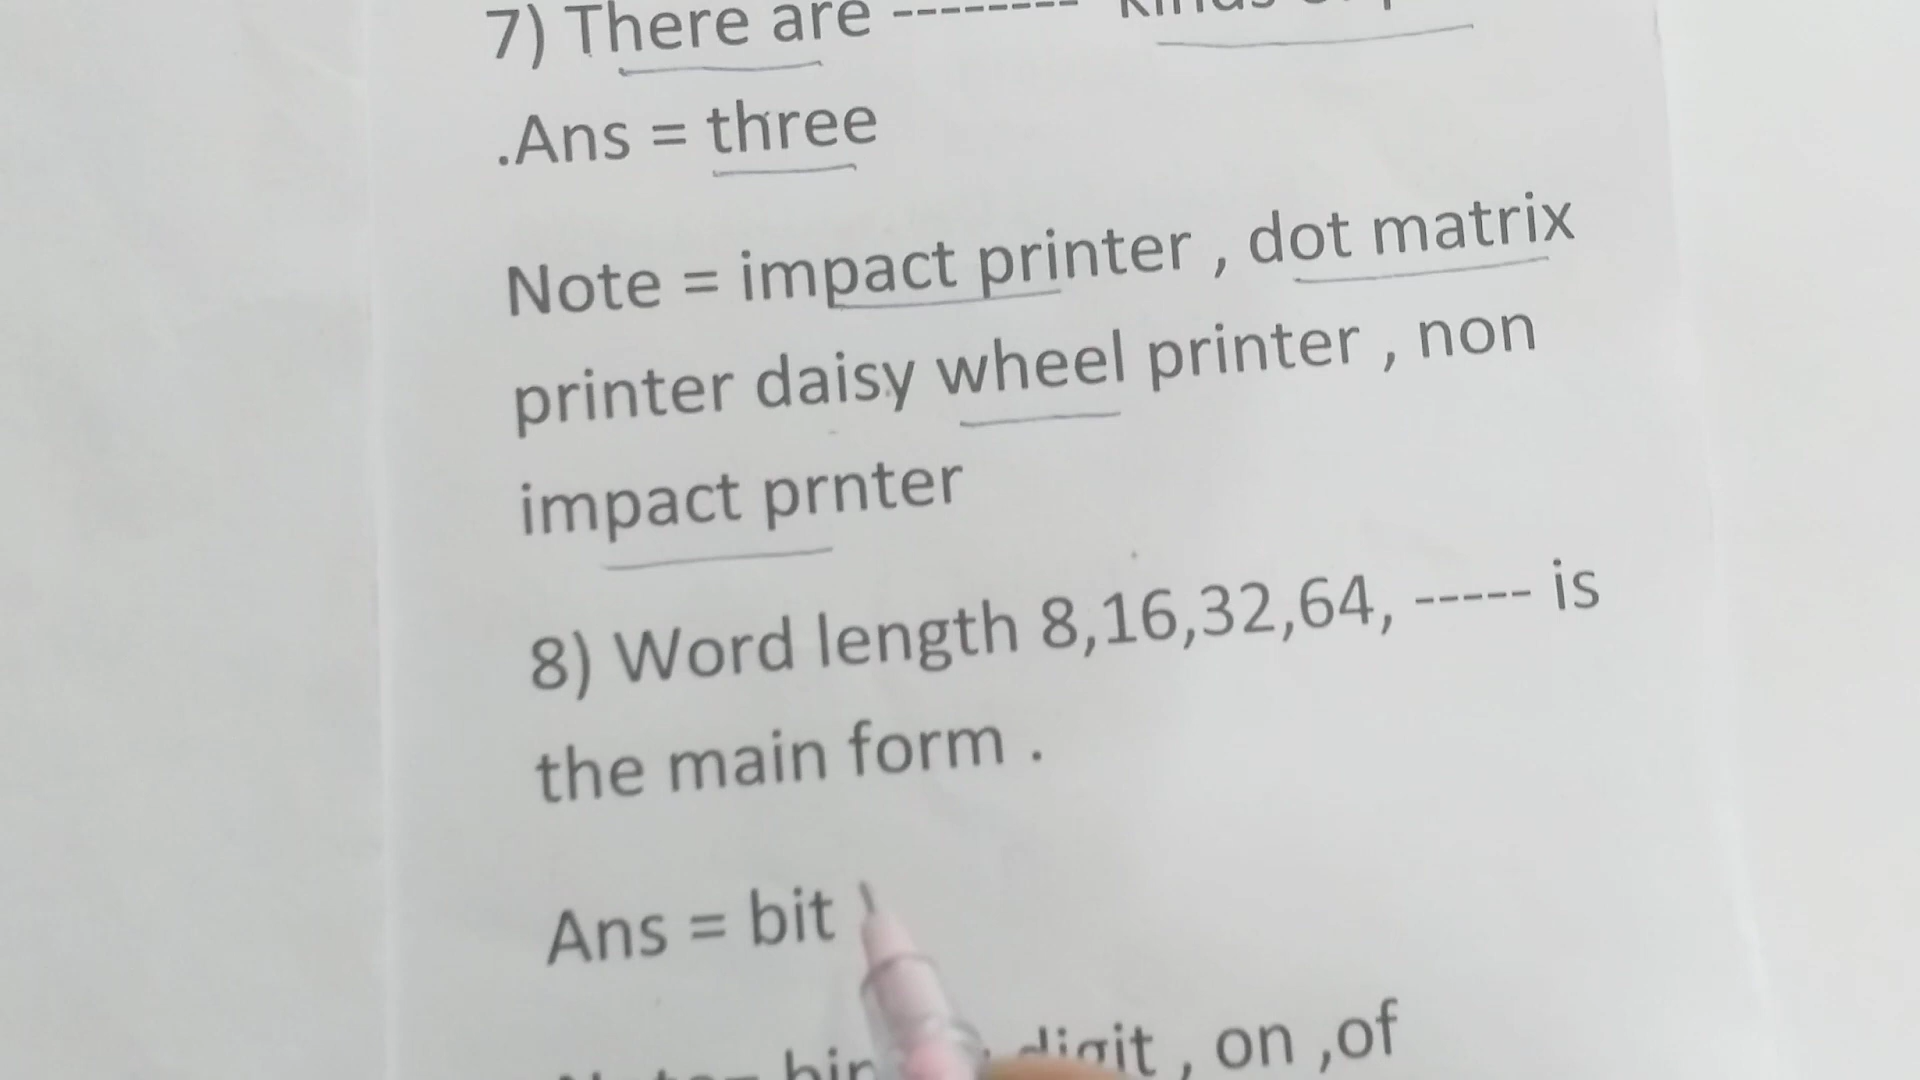 7) There are --------
.Ans = three
Note = impact printer , dot matrix
printer daisy wheel printer , non
impact prnter
8) Word length 8,16,32,64, ----- is
the main form .
Ans = bit
digit , on ,of